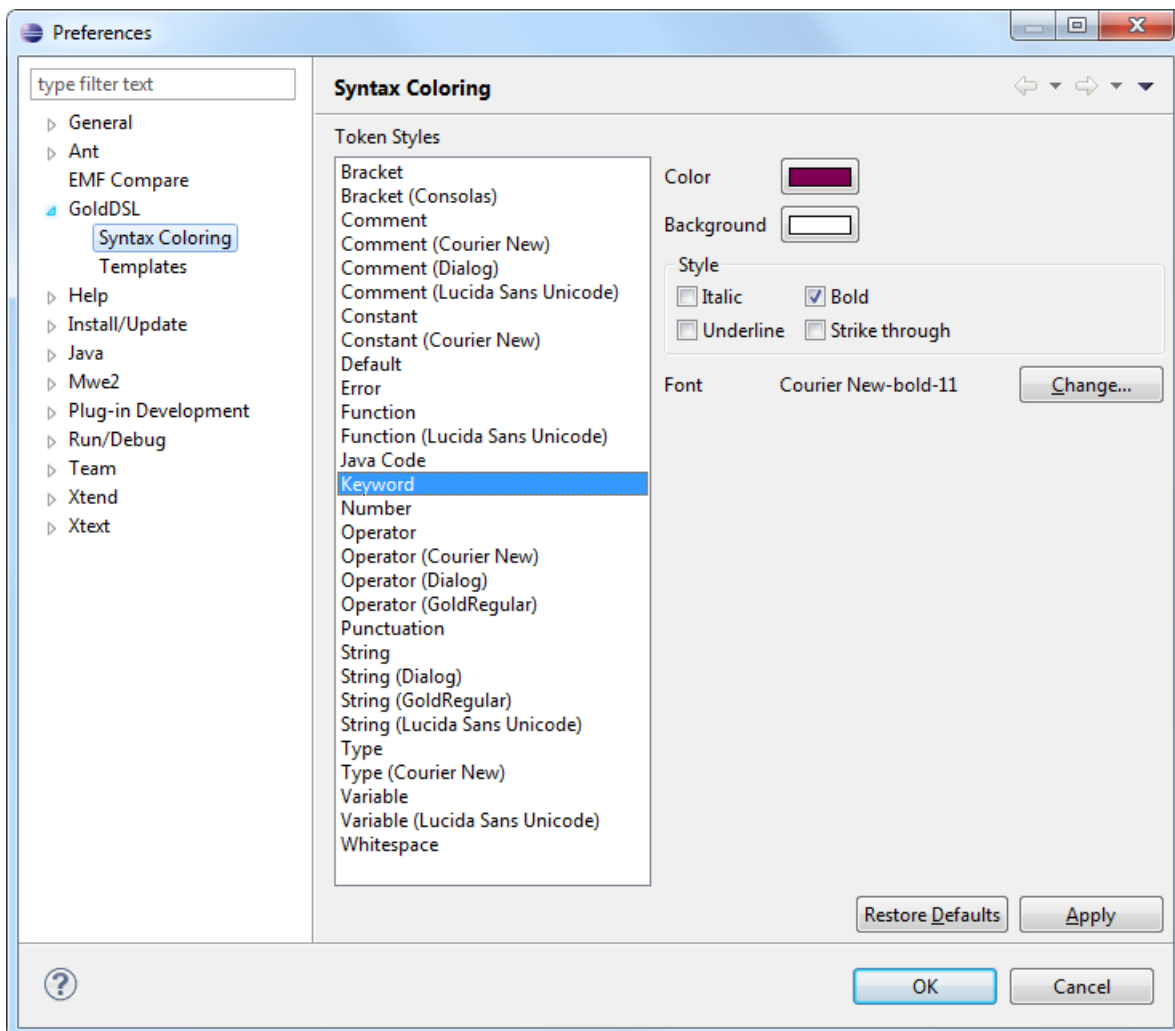 Preferences
type filter text
General
Ant
EMF Compare
GoldDSL
Syntax Coloring
Templates
Help
Install/Update
Java
Mwe2
Plug-in Development
Run/Debug
Team
Xtend
Xtext
Syntax Coloring
Token Styles
Bracket
Bracket (Consolas)
Comment
Comment (Courier New)
Comment (Dialog)
Comment (Lucida Sans Unicode)
Constant
Constant (Courier New)
Default
Error
Function
Function (Lucida Sans Unicode)
Java Code
Keyword
Number
Operator
Operator (Courier New)
Operator (Dialog)
Operator (GoldRegular)
Punctuation
String
String (Dialog)
String (GoldRegular)
String (Lucida Sans Unicode)
Type
Type (Courier New)
Variable
Variable (Lucida Sans Unicode)
Whitespace
Color
Background
Style
Italic Bold
Underline Strike through
Font Courier New-bold-11 Change...
Restore Defaults Apply
? OK Cancel